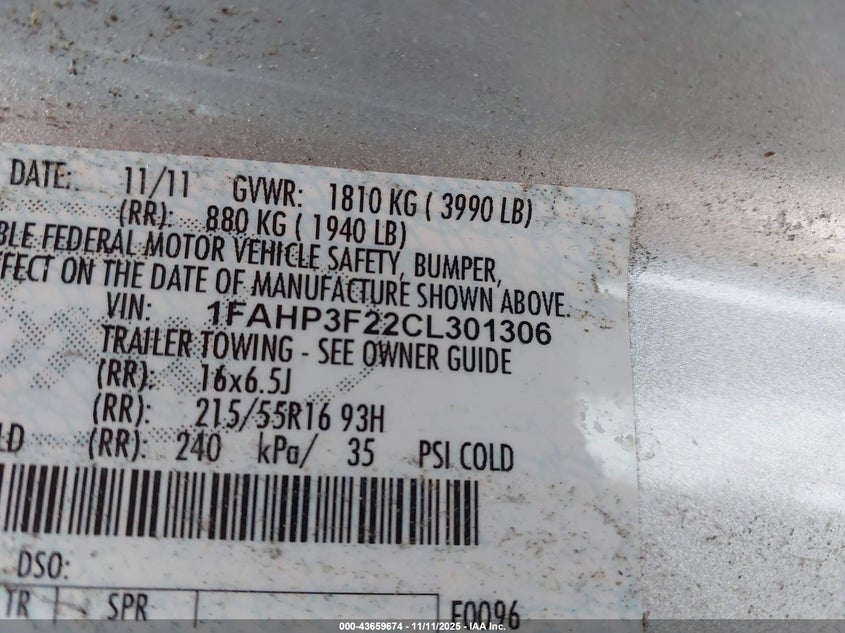 DATE: 11/11 GVWR: 1810 KG ( 3990 LB)
(RR): 880 KG ( 1940 LB)
BLE FEDERAL MOTOR VEHICLE SAFETY, BUMPER,
FFECT ON THE DATE OF MANUFACTURE SHOWN ABOVE.
VIN: 1FAHP3F22CL301306
TRAILER TOWING - SEE OWNER GUIDE
(RR): 16x6.5J
(RR): 215/55R16 93H
LD (RR): 240 kPa/ 35 PSI COLD
DSO:
TR SPR E0096
000-43659674 - 11/11/2025 - IAA Inc.